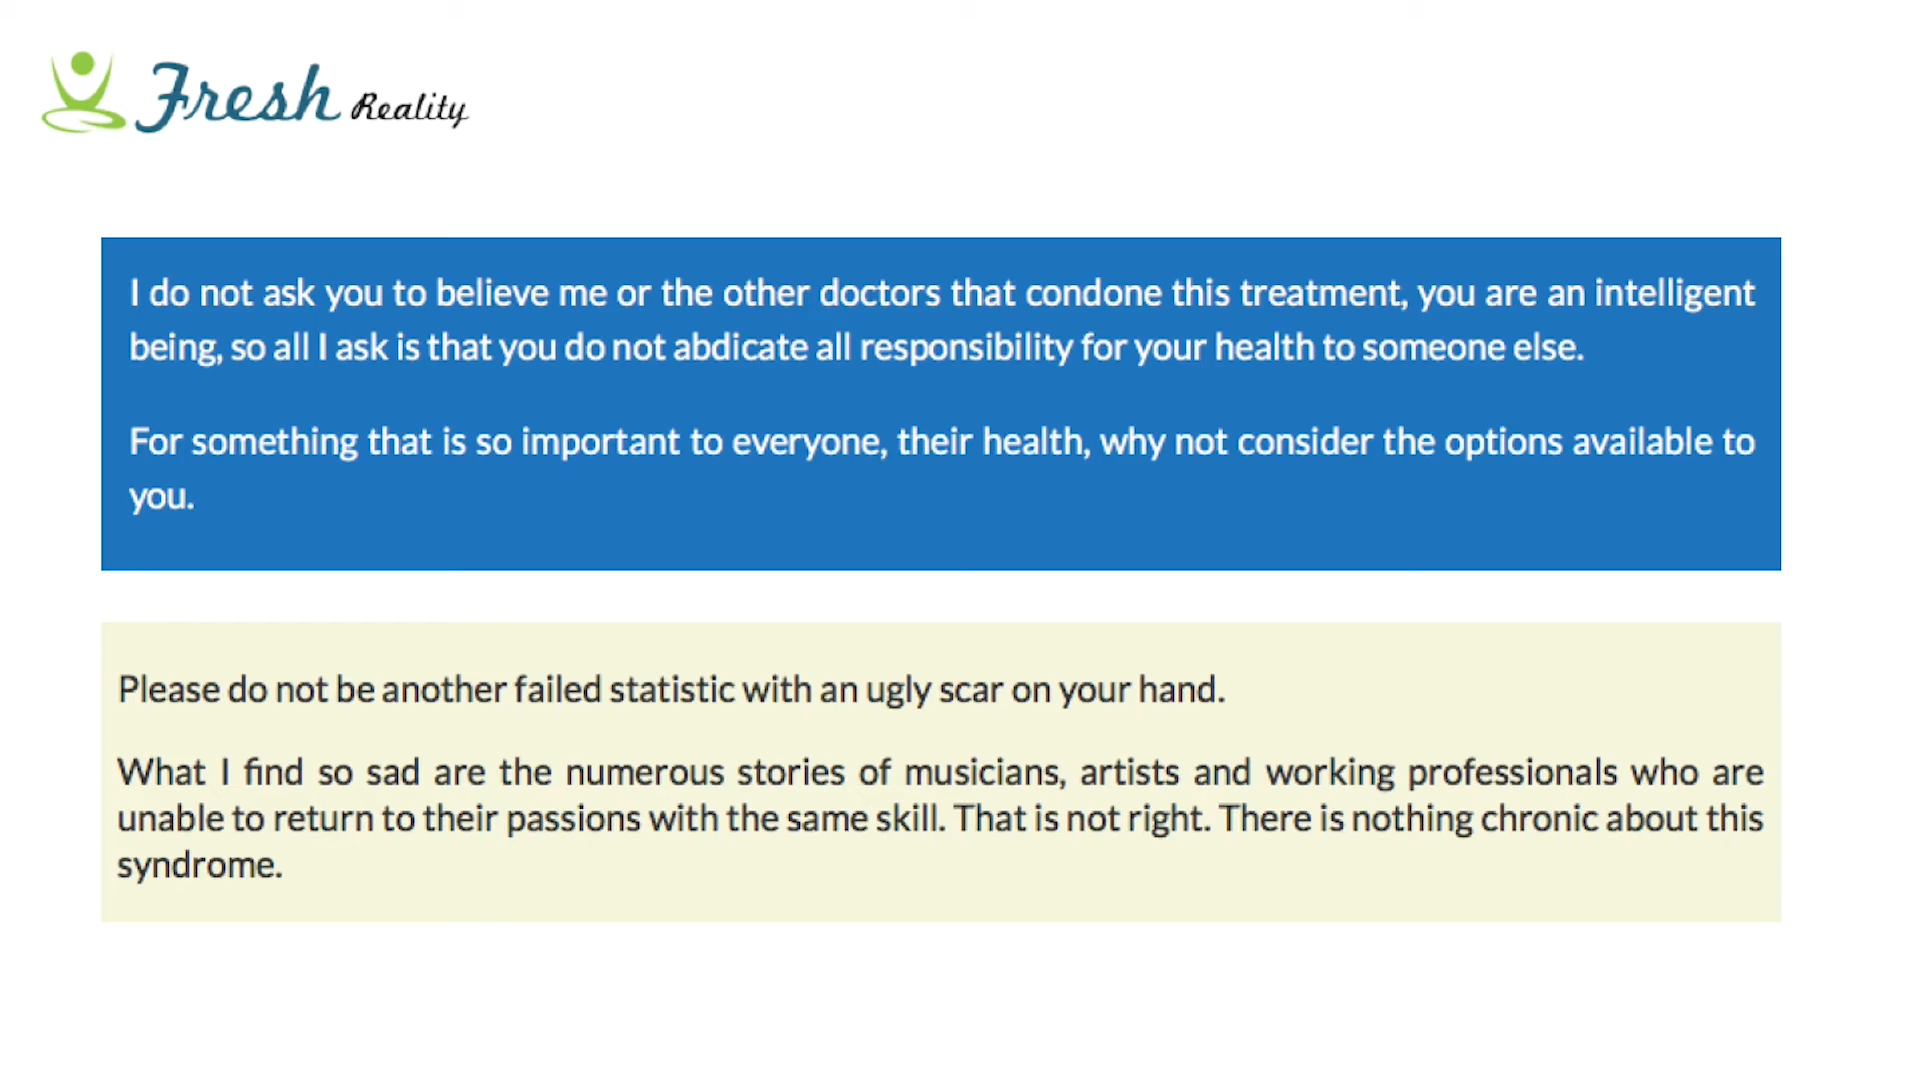 Fresh Reality
I do not ask you to believe me or the other doctors that condone this treatment, you are an intelligent
being, so all I ask is that you do not abdicate all responsibility for your health to someone else.
For something that is so important to everyone, their health, why not consider the options available to
you.
Please do not be another failed statistic with an ugly scar on your hand.
What I find so sad are the numerous stories of musicians, artists and working professionals who are
unable to return to their passions with the same skill. That is not right. There is nothing chronic about this
syndrome.